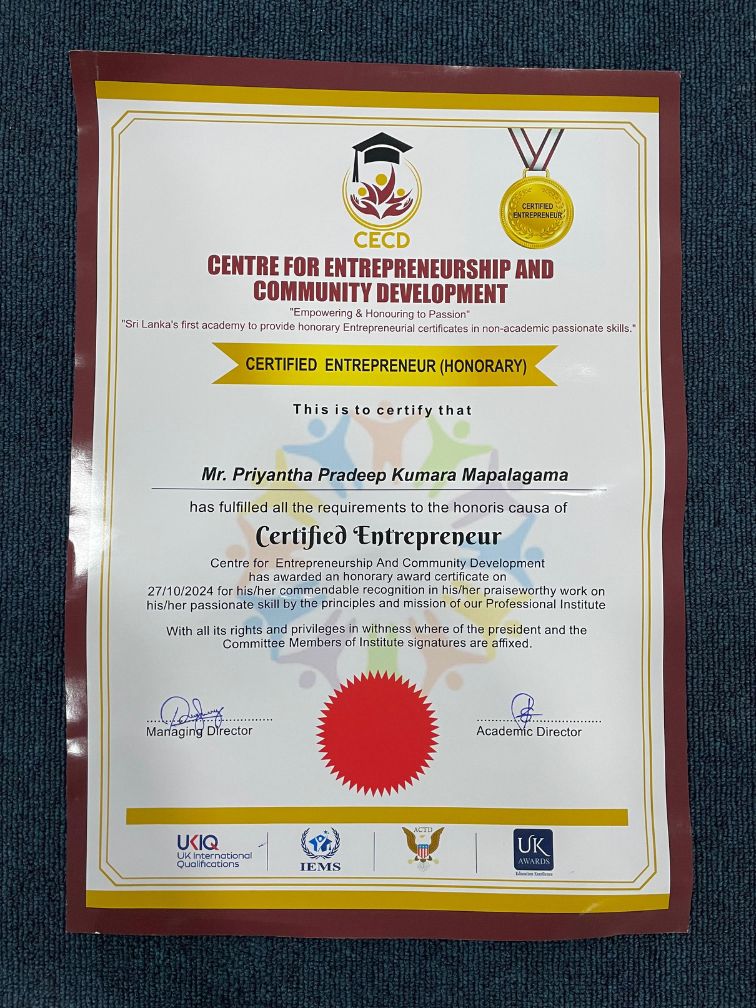 CERTIFIED
ENTREPRENEUR
CECD
CENTRE FOR ENTREPRENEURSHIP AND
COMMUNITY DEVELOPMENT
"Empowering & Honouring to Passion"
"Sri Lanka's first academy to provide honorary Entrepreneurial certificates in non-academic passionate skills."
CERTIFIED ENTREPRENEUR (HONORARY)
This is to certify that
Mr. Priyantha Pradeep Kumara Mapalagama
has fulfilled all the requirements to the honoris causa of
Certified Entrepreneur
Centre for Entrepreneurship And Community Development
has awarded an honorary award certificate on
27/10/2024 for his/her commendable recognition in his/her praiseworthy work on
his/her passionate skill by the principles and mission of our Professional Institute
With all its rights and privileges in witness where of the president and the
Committee Members of Institute signatures are affixed.
Managing Director
Academic Director
UKIQ
UK International
Qualifications
IEMS
ACTD
UK
AWARDS
Education Excellence